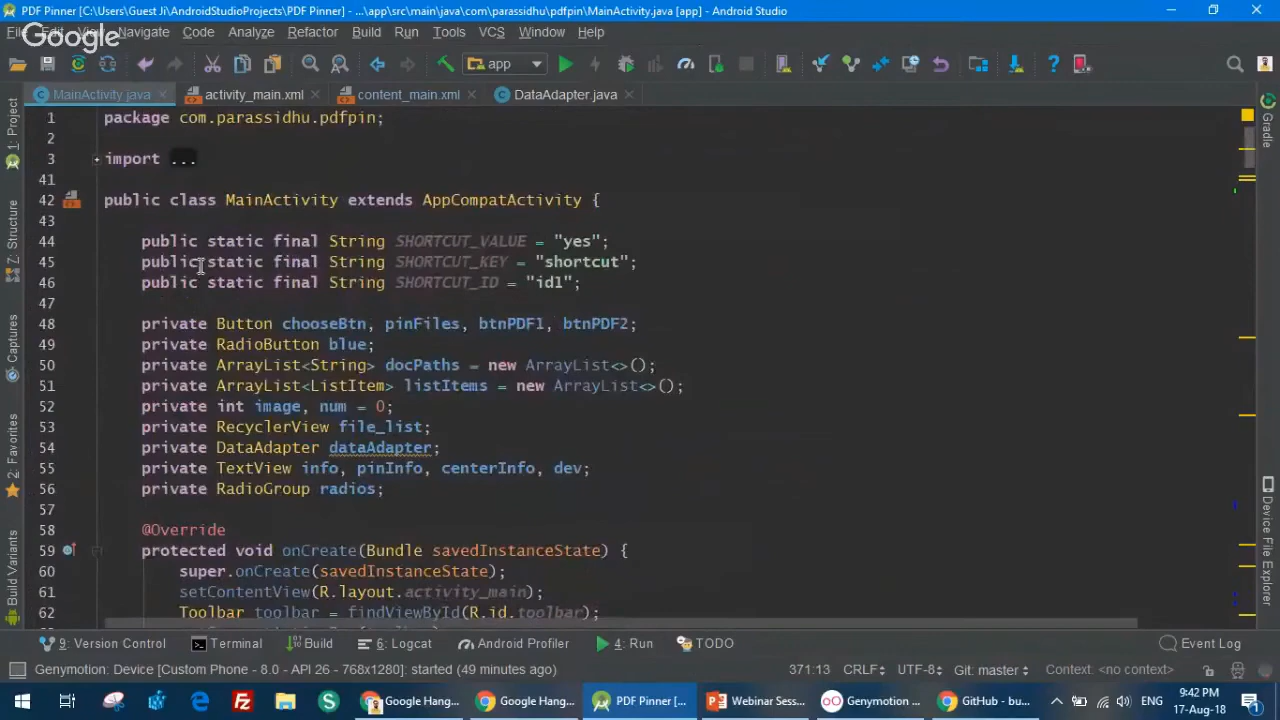 PDF Pinner [C:\Users\Guest Ji\AndroidStudioProjects\PDF Pinner] - ...\app\src\main\java\com\parassidhu\pdfpin\MainActivity.java [app] - Android Studio
Google
Navigate Code Analyze Refactor Build Run Tools VCS Window Help
app
MainActivity.java activity_main.xml content_main.xml DataAdapter.java
1: Project
Z: Structure
Captures
2: Favorites
Build Variants
1 package com.parassidhu.pdfpin;
2
3 import ...
41
42 public class MainActivity extends AppCompatActivity {
43
44 public static final String SHORTCUT_VALUE = "yes";
45 public static final String SHORTCUT_KEY = "shortcut";
46 public static final String SHORTCUT_ID = "id1";
47
48 private Button chooseBtn, pinFiles, btnPDF1, btnPDF2;
49 private RadioButton blue;
50 private ArrayList<String> docPaths = new ArrayList<>();
51 private ArrayList<ListItem> listItems = new ArrayList<>();
52 private int image, num = 0;
53 private RecyclerView file_list;
54 private DataAdapter dataAdapter;
55 private TextView info, pinInfo, centerInfo, dev;
56 private RadioGroup radios;
57
58 @Override
59 protected void onCreate(Bundle savedInstanceState) {
60 super.onCreate(savedInstanceState);
61 setContentView(R.layout.activity_main);
62 Toolbar toolbar = findViewById(R.id.toolbar);
Gradle
Device File Explorer
9: Version Control Terminal Build 6: Logcat Android Profiler 4: Run TODO Event Log
Genymotion: Device [Custom Phone - 8.0 - API 26 - 768x1280]: started (49 minutes ago) 371:13 CRLF UTF-8 Git: master Context: <no context>
Google Hang... Google Hang... PDF Pinner [... Webinar Sess... Genymotion ... GitHub - bu... ENG 9:42 PM
17-Aug-18